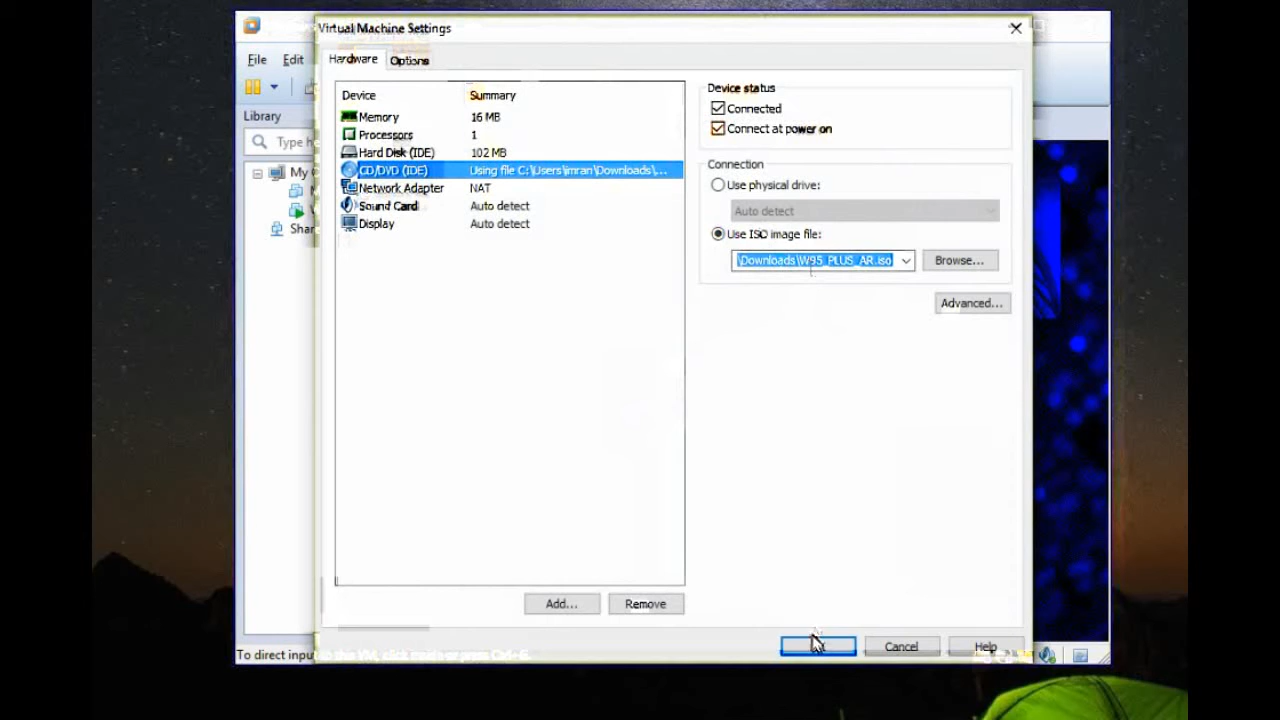 Virtual Machine Settings
File Edit
Hardware Options
Library
Type h
My C
Shar
Device Summary
Memory 16 MB
Processors 1
Hard Disk (IDE) 102 MB
CD/DVD (IDE) Using file C:\Users\imran\Downloads\...
Network Adapter NAT
Sound Card Auto detect
Display Auto detect
Add... Remove
Device status
Connected
Connect at power on
Connection
Use physical drive:
Auto detect
Use ISO image file:
\Downloads\W95_PLUS_AR.iso Browse...
Advanced...
Cancel Help
To direct input to this VM, click inside or press Ctrl+G.